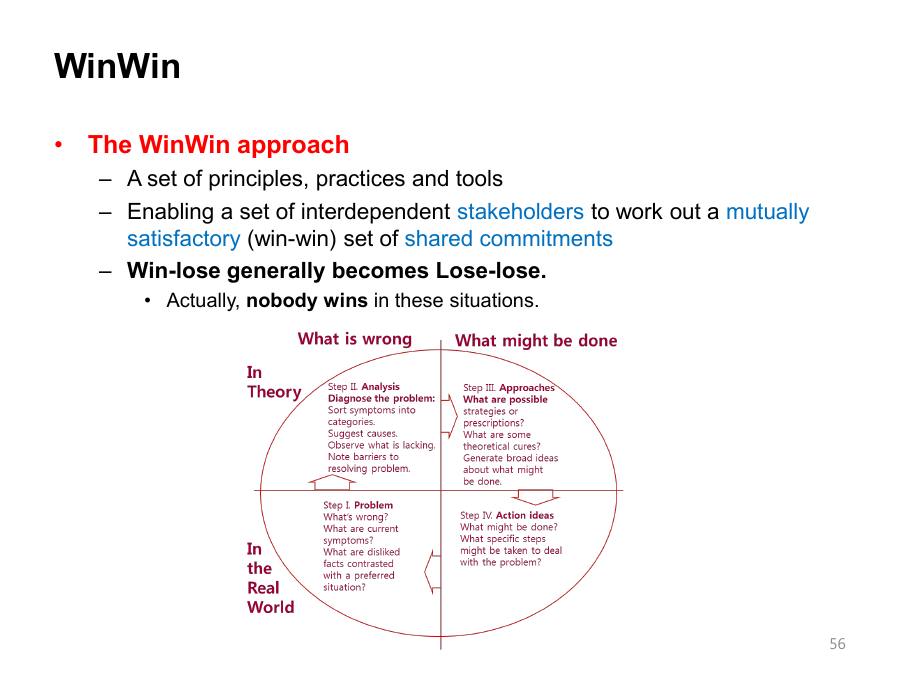 WinWin
• The WinWin approach
– A set of principles, practices and tools
– Enabling a set of interdependent stakeholders to work out a mutually
satisfactory (win-win) set of shared commitments
– Win-lose generally becomes Lose-lose.
• Actually, nobody wins in these situations.
What is wrong
What might be done
In
Theory
Step II. Analysis
Diagnose the problem:
Sort symptoms into
categories.
Suggest causes.
Observe what is lacking.
Note barriers to
resolving problem.
Step III. Approaches
What are possible
strategies or
prescriptions?
What are some
theoretical cures?
Generate broad ideas
about what might
be done.
In
the
Real
World
Step I. Problem
What's wrong?
What are current
symptoms?
What are disliked
facts contrasted
with a preferred
situation?
Step IV. Action ideas
What might be done?
What specific steps
might be taken to deal
with the problem?
56